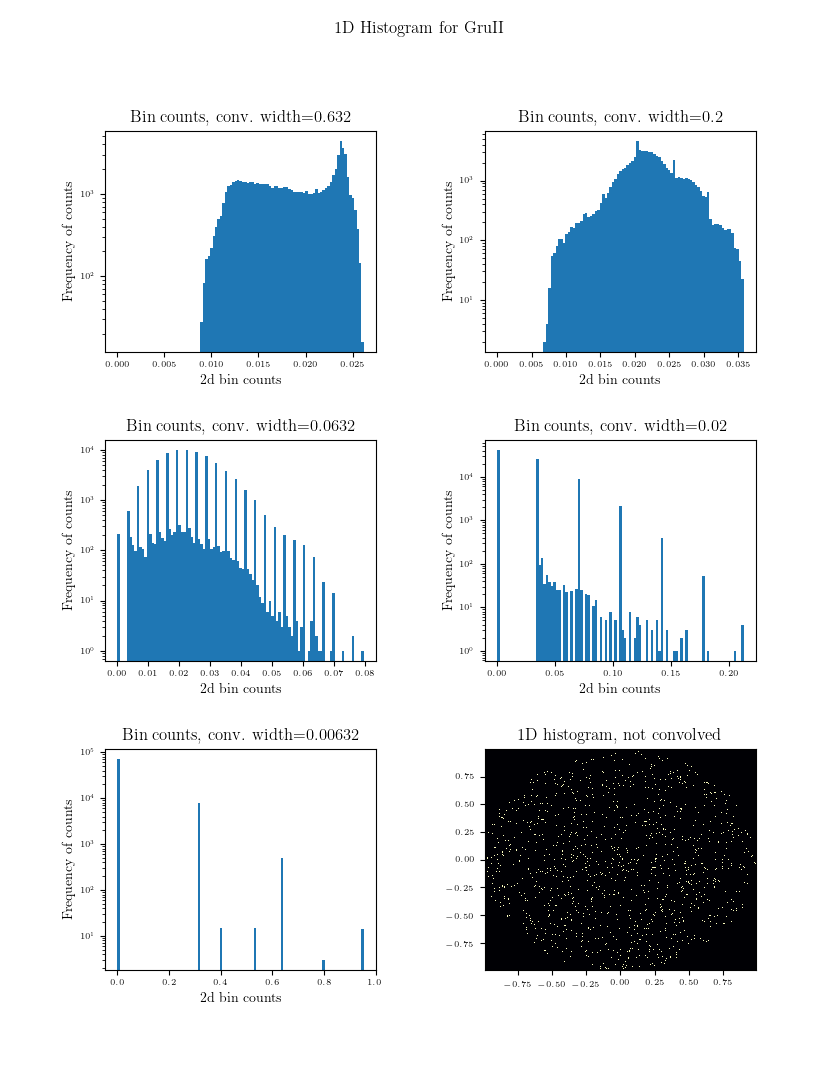 1D Histogram for GruII
Bin counts, conv. width=0.632
Frequency of counts
10³
10²
0.000 0.005 0.010 0.015 0.020 0.025
2d bin counts
Bin counts, conv. width=0.2
Frequency of counts
10³
10²
10¹
0.000 0.005 0.010 0.015 0.020 0.025 0.030 0.035
2d bin counts
Bin counts, conv. width=0.0632
Frequency of counts
10⁴
10³
10²
10¹
10⁰
0.00 0.01 0.02 0.03 0.04 0.05 0.06 0.07 0.08
2d bin counts
Bin counts, conv. width=0.02
Frequency of counts
10⁴
10³
10²
10¹
10⁰
0.00 0.05 0.10 0.15 0.20
2d bin counts
Bin counts, conv. width=0.00632
Frequency of counts
10⁵
10⁴
10³
10²
10¹
0.0 0.2 0.4 0.6 0.8 1.0
2d bin counts
1D histogram, not convolved
0.75
0.50
0.25
0.00
−0.25
−0.50
−0.75
−0.75 −0.50 −0.25 0.00 0.25 0.50 0.75